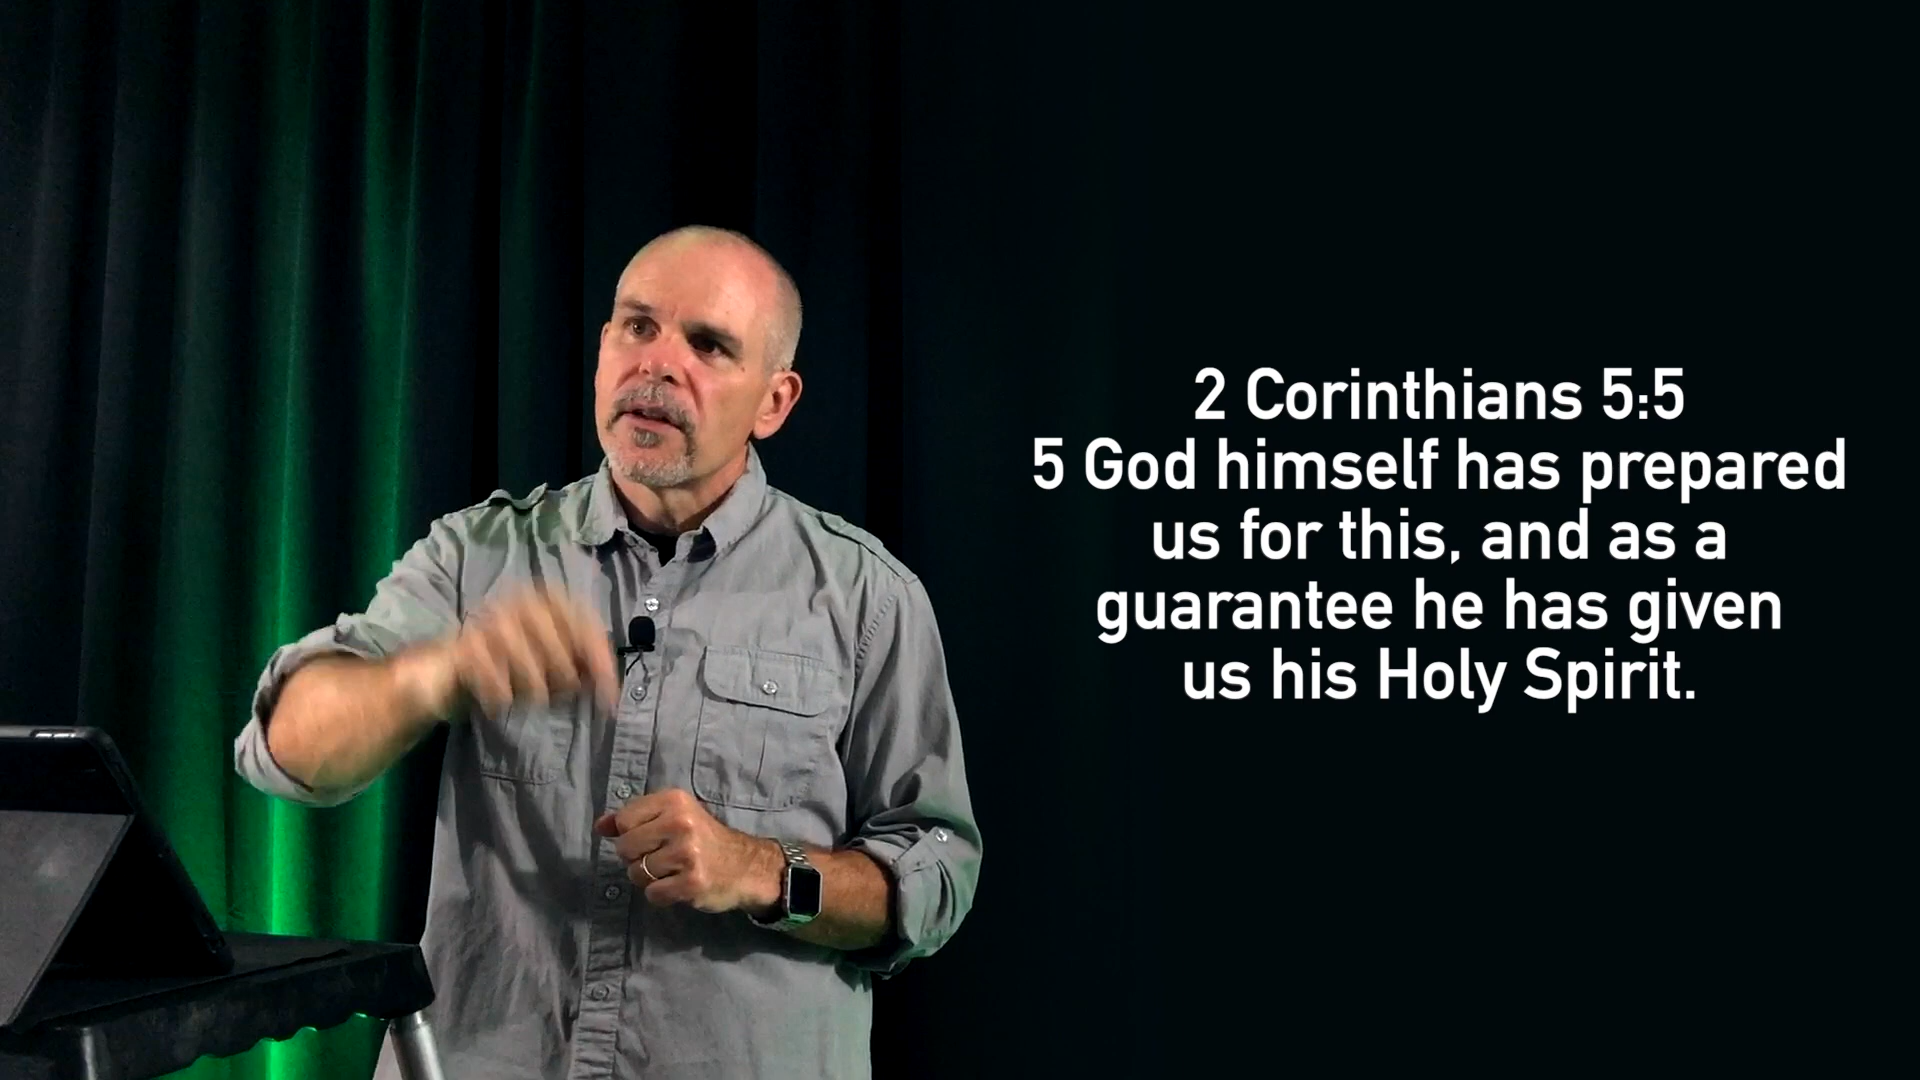 2 Corinthians 5:5
5 God himself has prepared
us for this, and as a
guarantee he has given
us his Holy Spirit.